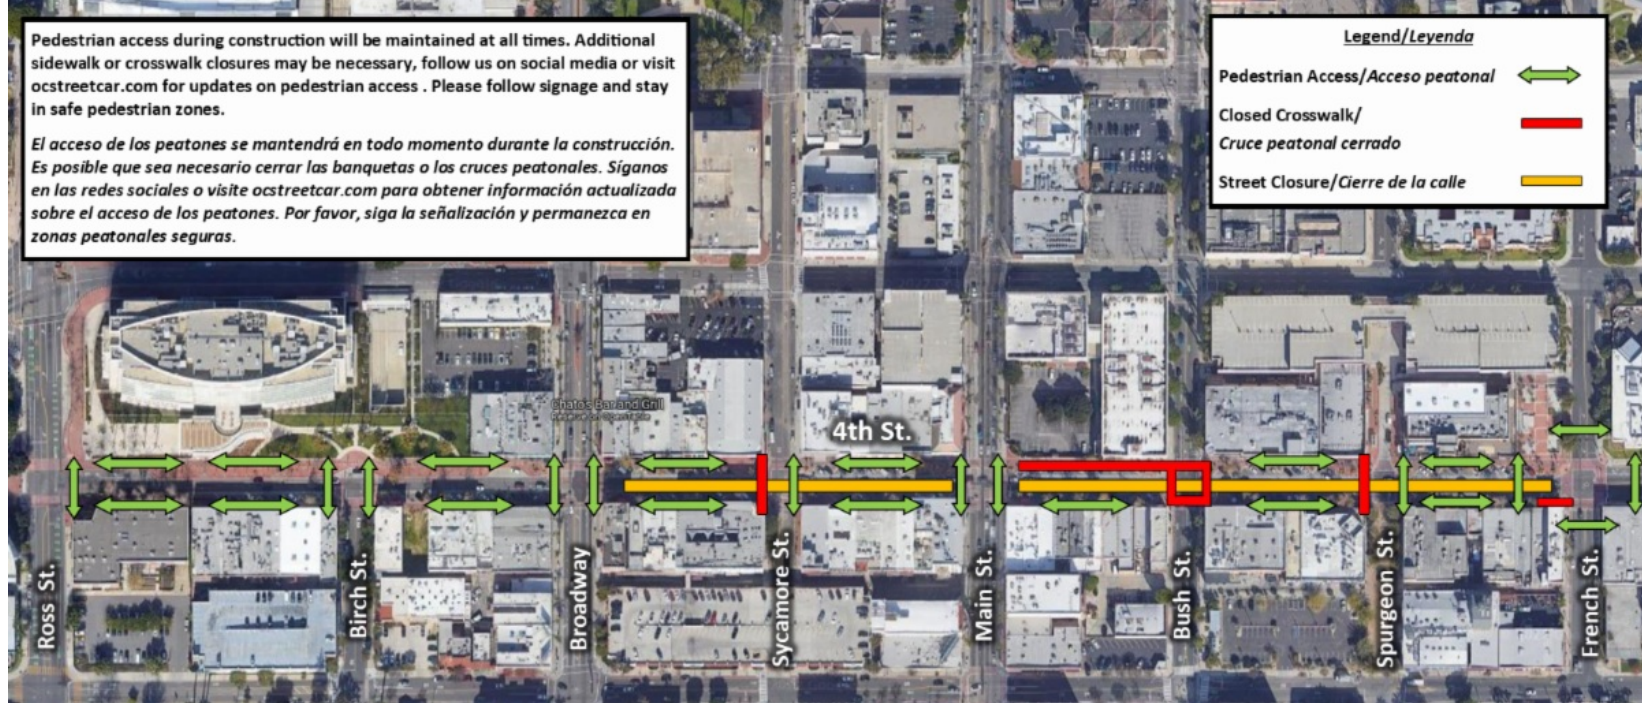 Pedestrian access during construction will be maintained at all times. Additional
sidewalk or crosswalk closures may be necessary, follow us on social media or visit
ocstreetcar.com for updates on pedestrian access . Please follow signage and stay
in safe pedestrian zones.
El acceso de los peatones se mantendrá en todo momento durante la construcción.
Es posible que sea necesario cerrar las banquetas o los cruces peatonales. Síganos
en las redes sociales o visite ocstreetcar.com para obtener información actualizada
sobre el acceso de los peatones. Por favor, siga la señalización y permanezca en
zonas peatonales seguras.
Legend/Leyenda
Pedestrian Access/Acceso peatonal
Closed Crosswalk/
Cruce peatonal cerrado
Street Closure/Cierre de la calle
Chato's Bar and Grill
4th St.
Ross St.
Birch St.
Broadway
Sycamore St.
Main St.
Bush St.
Spurgeon St.
French St.